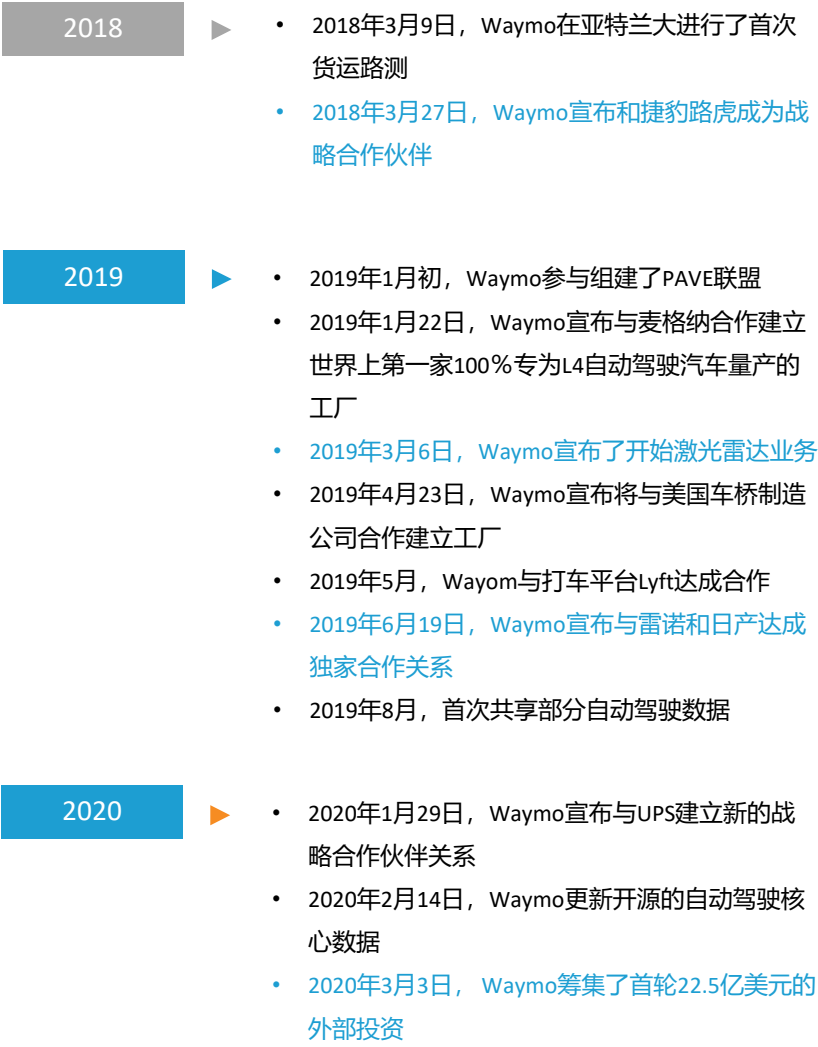 2018
• 2018年3月9日，Waymo在亚特兰大进行了首次
货运路测
• 2018年3月27日，Waymo宣布和捷豹路虎成为战
略合作伙伴
2019
• 2019年1月初，Waymo参与组建了PAVE联盟
• 2019年1月22日，Waymo宣布与麦格纳合作建立
世界上第一家100％专为L4自动驾驶汽车量产的
工厂
• 2019年3月6日，Waymo宣布了开始激光雷达业务
• 2019年4月23日，Waymo宣布将与美国车桥制造
公司合作建立工厂
• 2019年5月，Wayom与打车平台Lyft达成合作
• 2019年6月19日，Waymo宣布与雷诺和日产达成
独家合作关系
• 2019年8月，首次共享部分自动驾驶数据
2020
• 2020年1月29日，Waymo宣布与UPS建立新的战
略合作伙伴关系
• 2020年2月14日，Waymo更新开源的自动驾驶核
心数据
• 2020年3月3日， Waymo筹集了首轮22.5亿美元的
外部投资